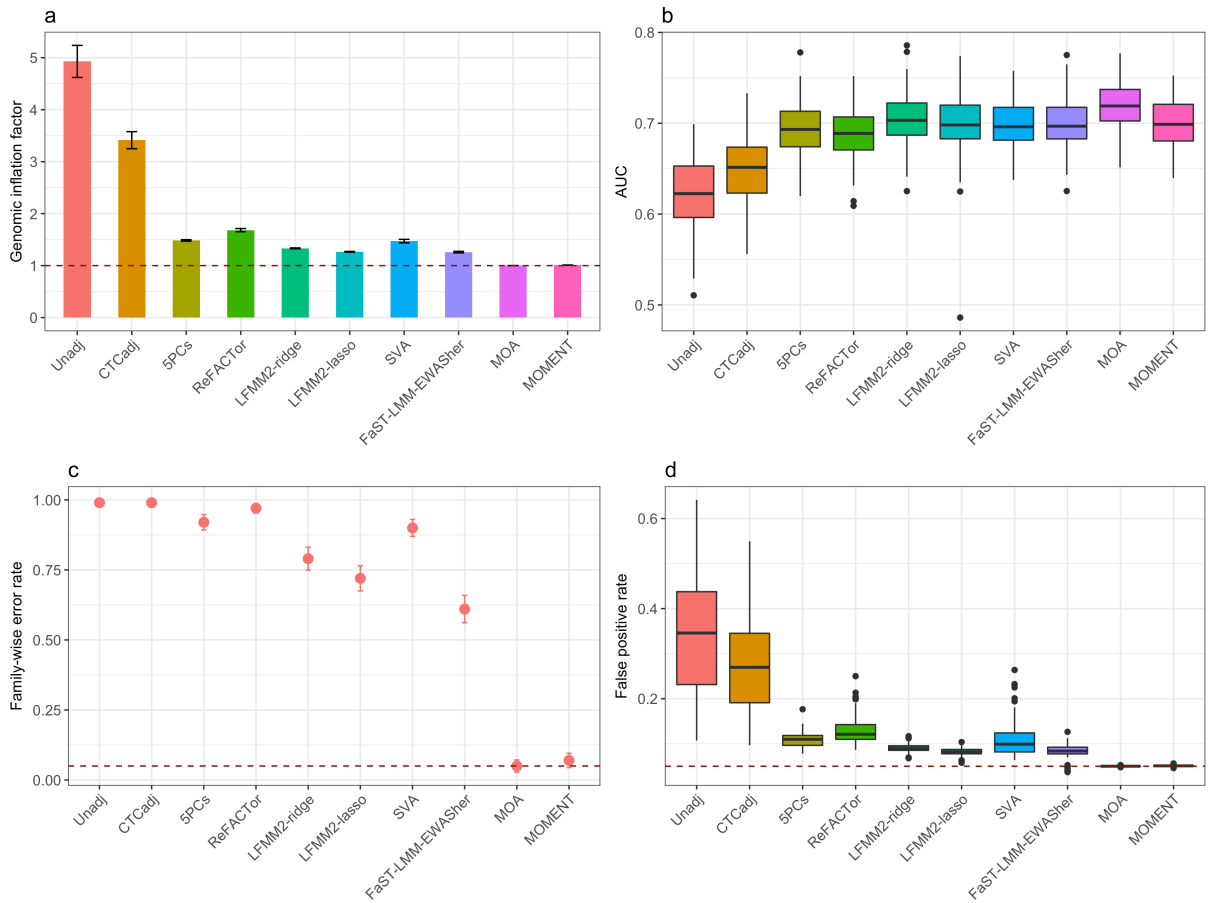 a
Genomic inflation factor
5
4
3
2
1
0
Unadj
CTCadj
5PCs
ReFACTor
LFMM2-ridge
LFMM2-lasso
SVA
FaST-LMM-EWASher
MOA
MOMENT
b
AUC
0.8
0.7
0.6
0.5
Unadj
CTCadj
5PCs
ReFACTor
LFMM2-ridge
LFMM2-lasso
SVA
FaST-LMM-EWASher
MOA
MOMENT
c
Family-wise error rate
1.00
0.75
0.50
0.25
0.00
Unadj
CTCadj
5PCs
ReFACTor
LFMM2-ridge
LFMM2-lasso
SVA
FaST-LMM-EWASher
MOA
MOMENT
d
False positive rate
0.6
0.4
0.2
Unadj
CTCadj
5PCs
ReFACTor
LFMM2-ridge
LFMM2-lasso
SVA
FaST-LMM-EWASher
MOA
MOMENT